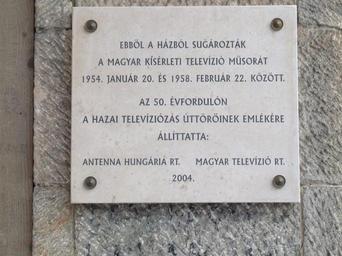 EBBŐL A HÁZBÓL SUGÁROZTÁK
A MAGYAR KÍSÉRLETI TELEVÍZIÓ MŰSORÁT
1954. JANUÁR 20. ÉS 1958. FEBRUÁR 22. KÖZÖTT.
AZ 50. ÉVFORDULÓN
A HAZAI TELEVÍZIÓZÁS ÚTTÖRŐINEK EMLÉKÉRE
ÁLLÍTTATTA:
ANTENNA HUNGÁRIÁ RT. MAGYAR TELEVÍZIÓ RT.
2004.